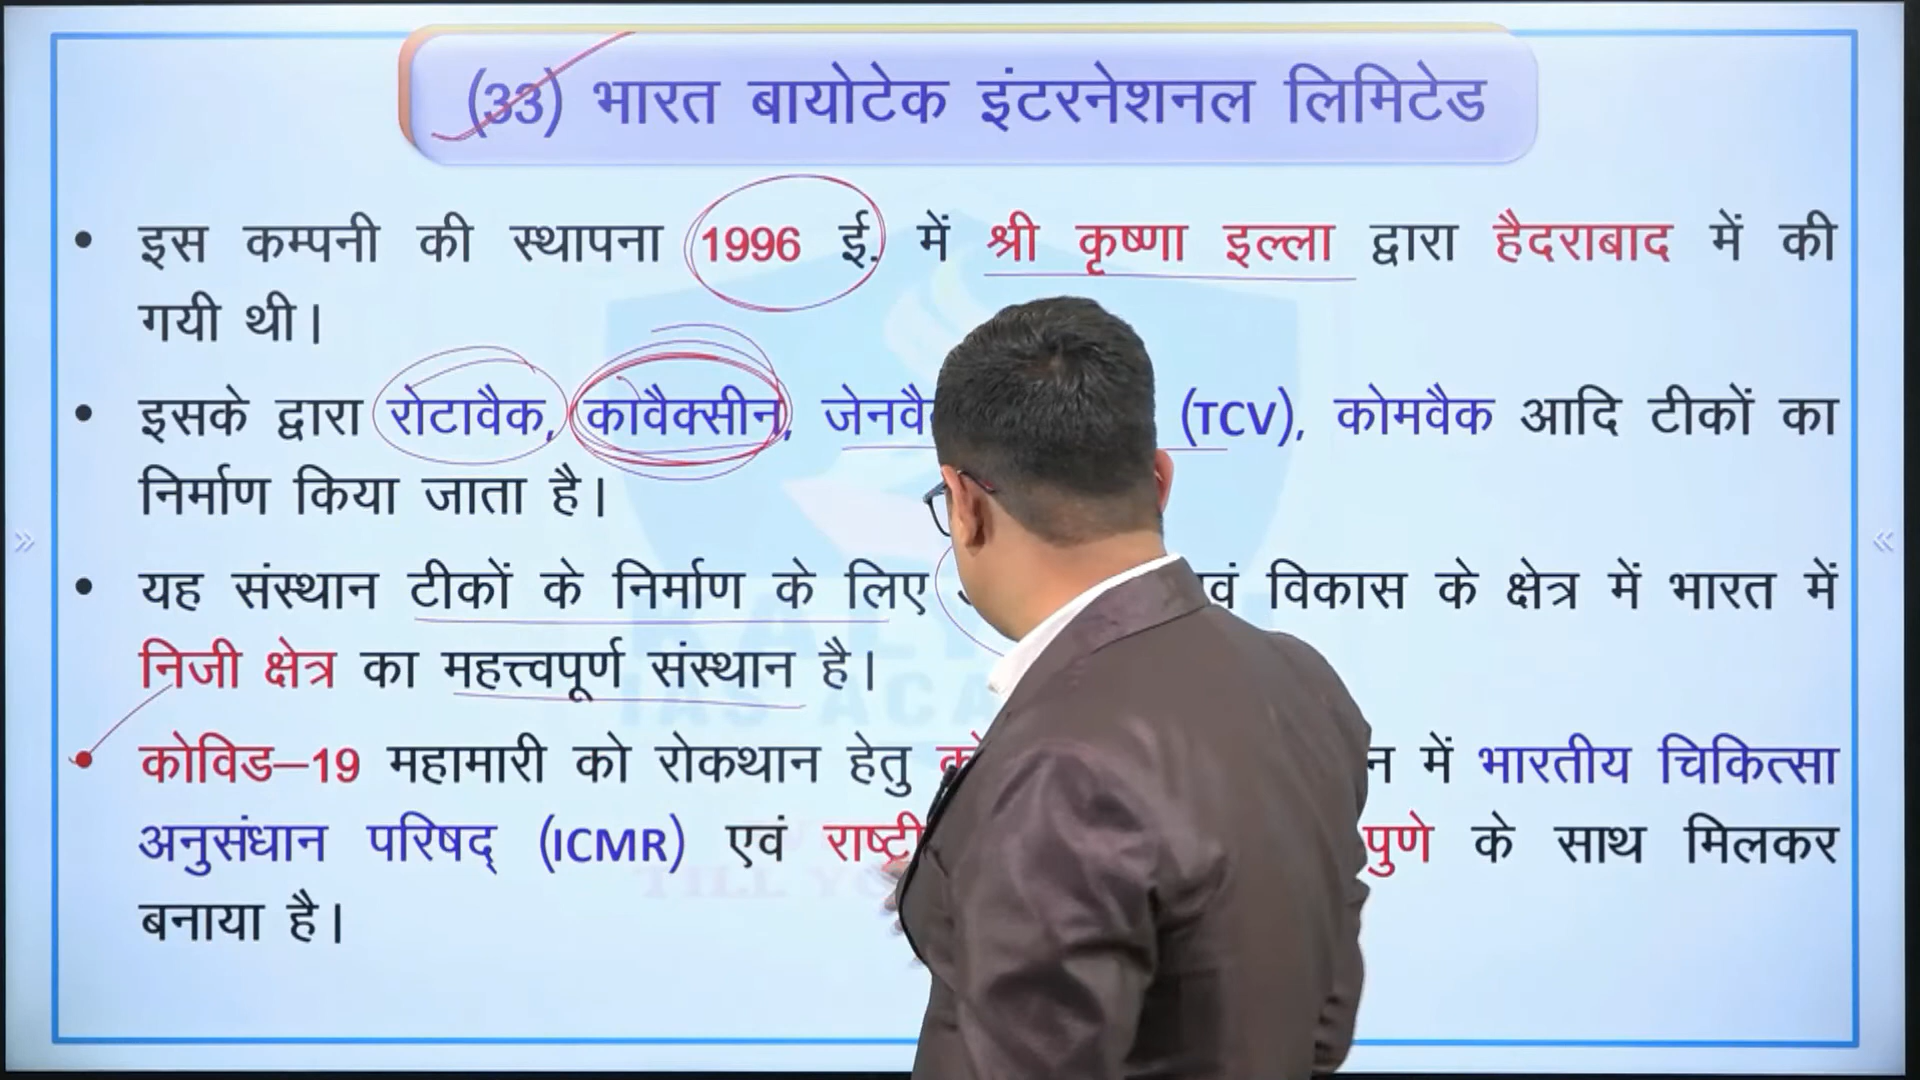 (33) भारत बायोटेक इंटरनेशनल लिमिटेड
• इस कम्पनी की स्थापना 1996 ई. में श्री कृष्णा इल्ला द्वारा हैदराबाद में की
गयी थी।
• इसके द्वारा रोटावैक, कोवैक्सीन, (TCV), कोमवैक आदि टीकों का
निर्माण किया जाता है।
• यह संस्थान टीकों के निर्माण के लिए विकास के क्षेत्र में भारत में
निजी क्षेत्र का महत्त्वपूर्ण संस्थान है।
• कोविड–19 महामारी को रोकथान हेतु में भारतीय चिकित्सा
अनुसंधान परिषद् (ICMR) एवं पुणे के साथ मिलकर
बनाया है।